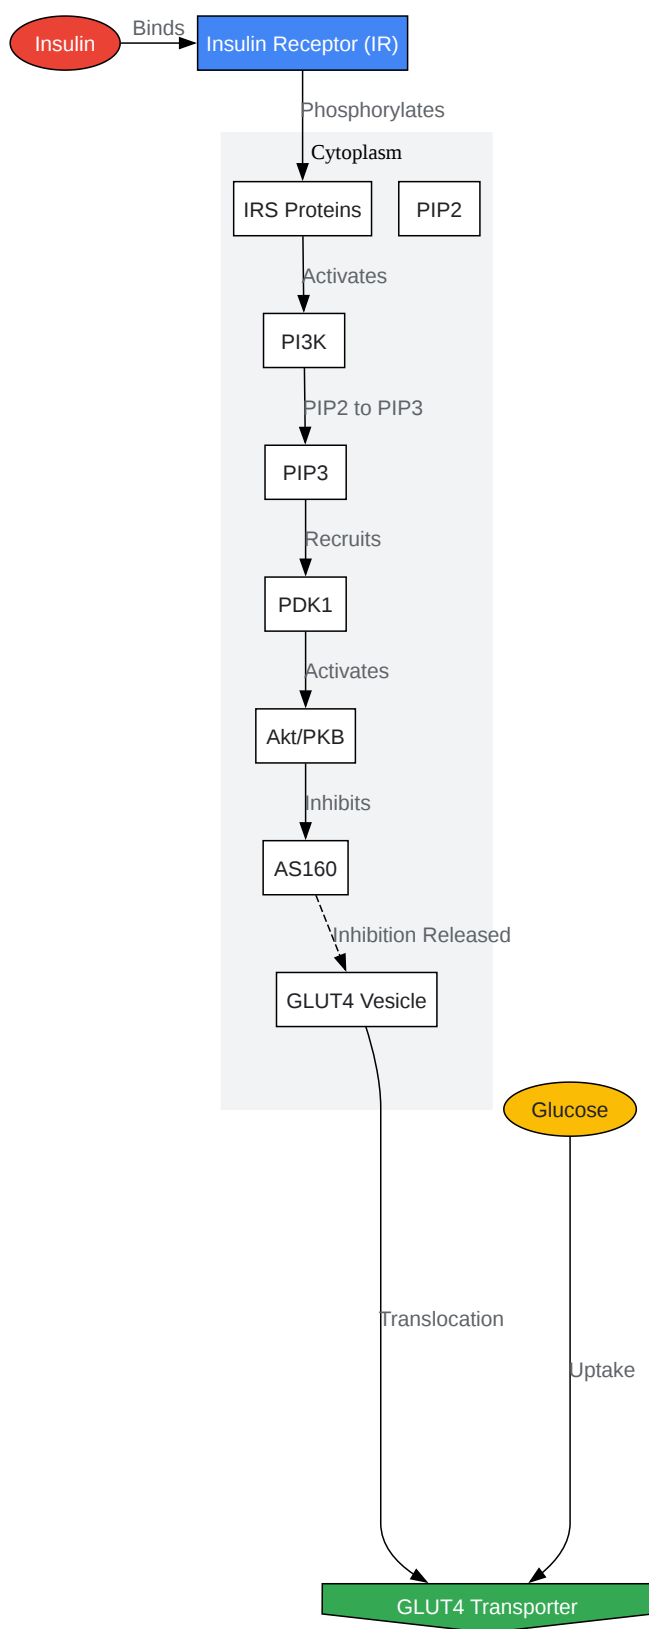 Insulin
Binds
Insulin Receptor (IR)
Phosphorylates
Cytoplasm
IRS Proteins
PIP2
Activates
PI3K
PIP2 to PIP3
PIP3
Recruits
PDK1
Activates
Akt/PKB
Inhibits
AS160
Inhibition Released
GLUT4 Vesicle
Glucose
Translocation
Uptake
GLUT4 Transporter